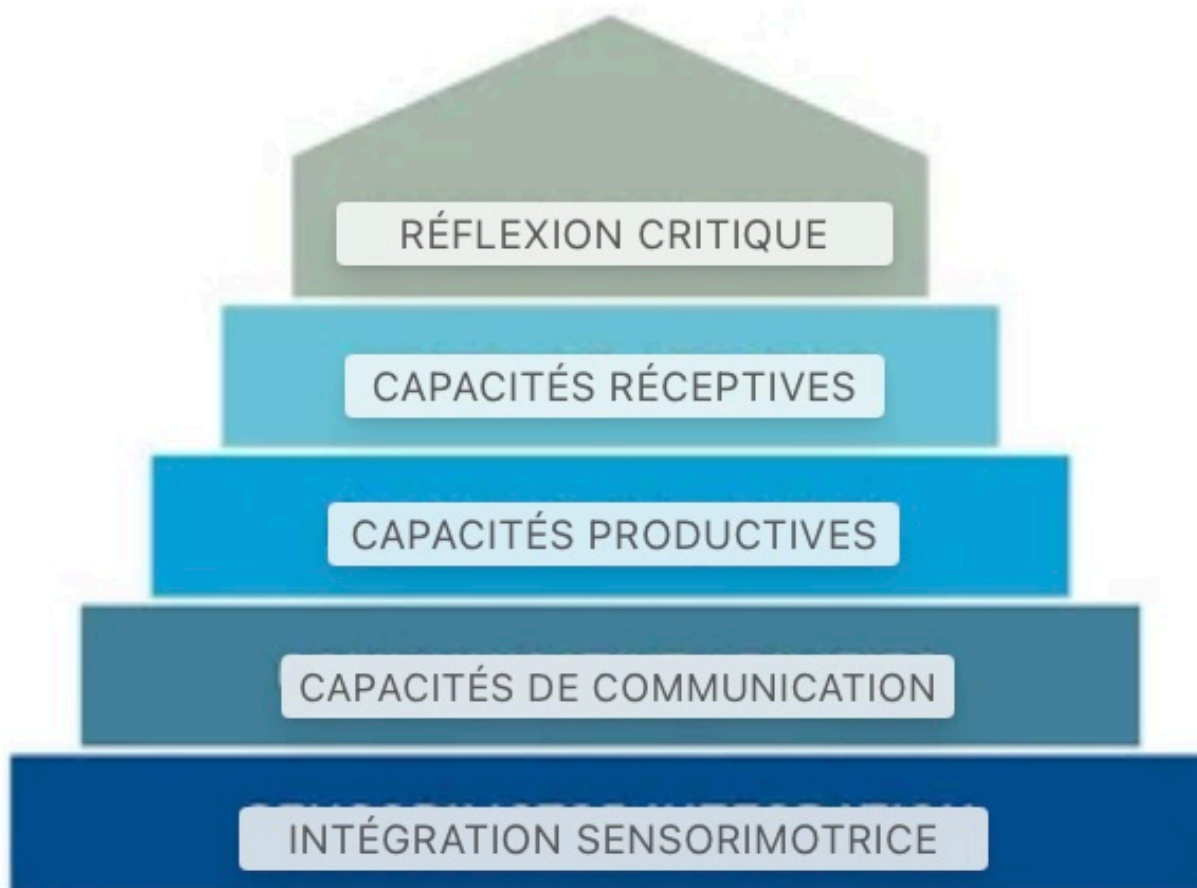 RÉFLEXION CRITIQUE
CAPACITÉS RÉCEPTIVES
CAPACITÉS PRODUCTIVES
CAPACITÉS DE COMMUNICATION
INTÉGRATION SENSORIMOTRICE